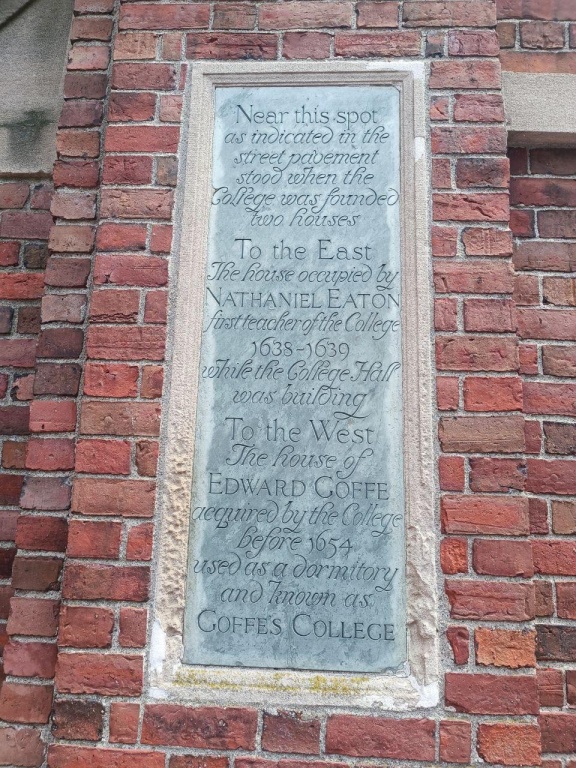 Near this spot
as indicated in the
street pavement
stood when the
College was founded
two houses
To the East
The house occupied by
NATHANIEL EATON
first teacher of the College
1638-1639
while the College Hall
was building
To the West
The house of
EDWARD GOFFE
acquired by the College
before 1654
used as a dormitory
and known as
GOFFE'S COLLEGE